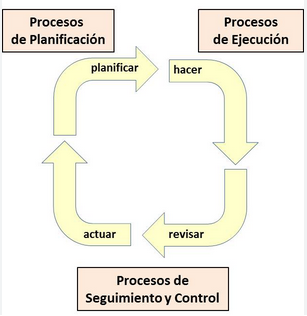 Procesos
de Planificación
Procesos
de Ejecución
planificar
hacer
actuar
revisar
Procesos de
Seguimiento y Control